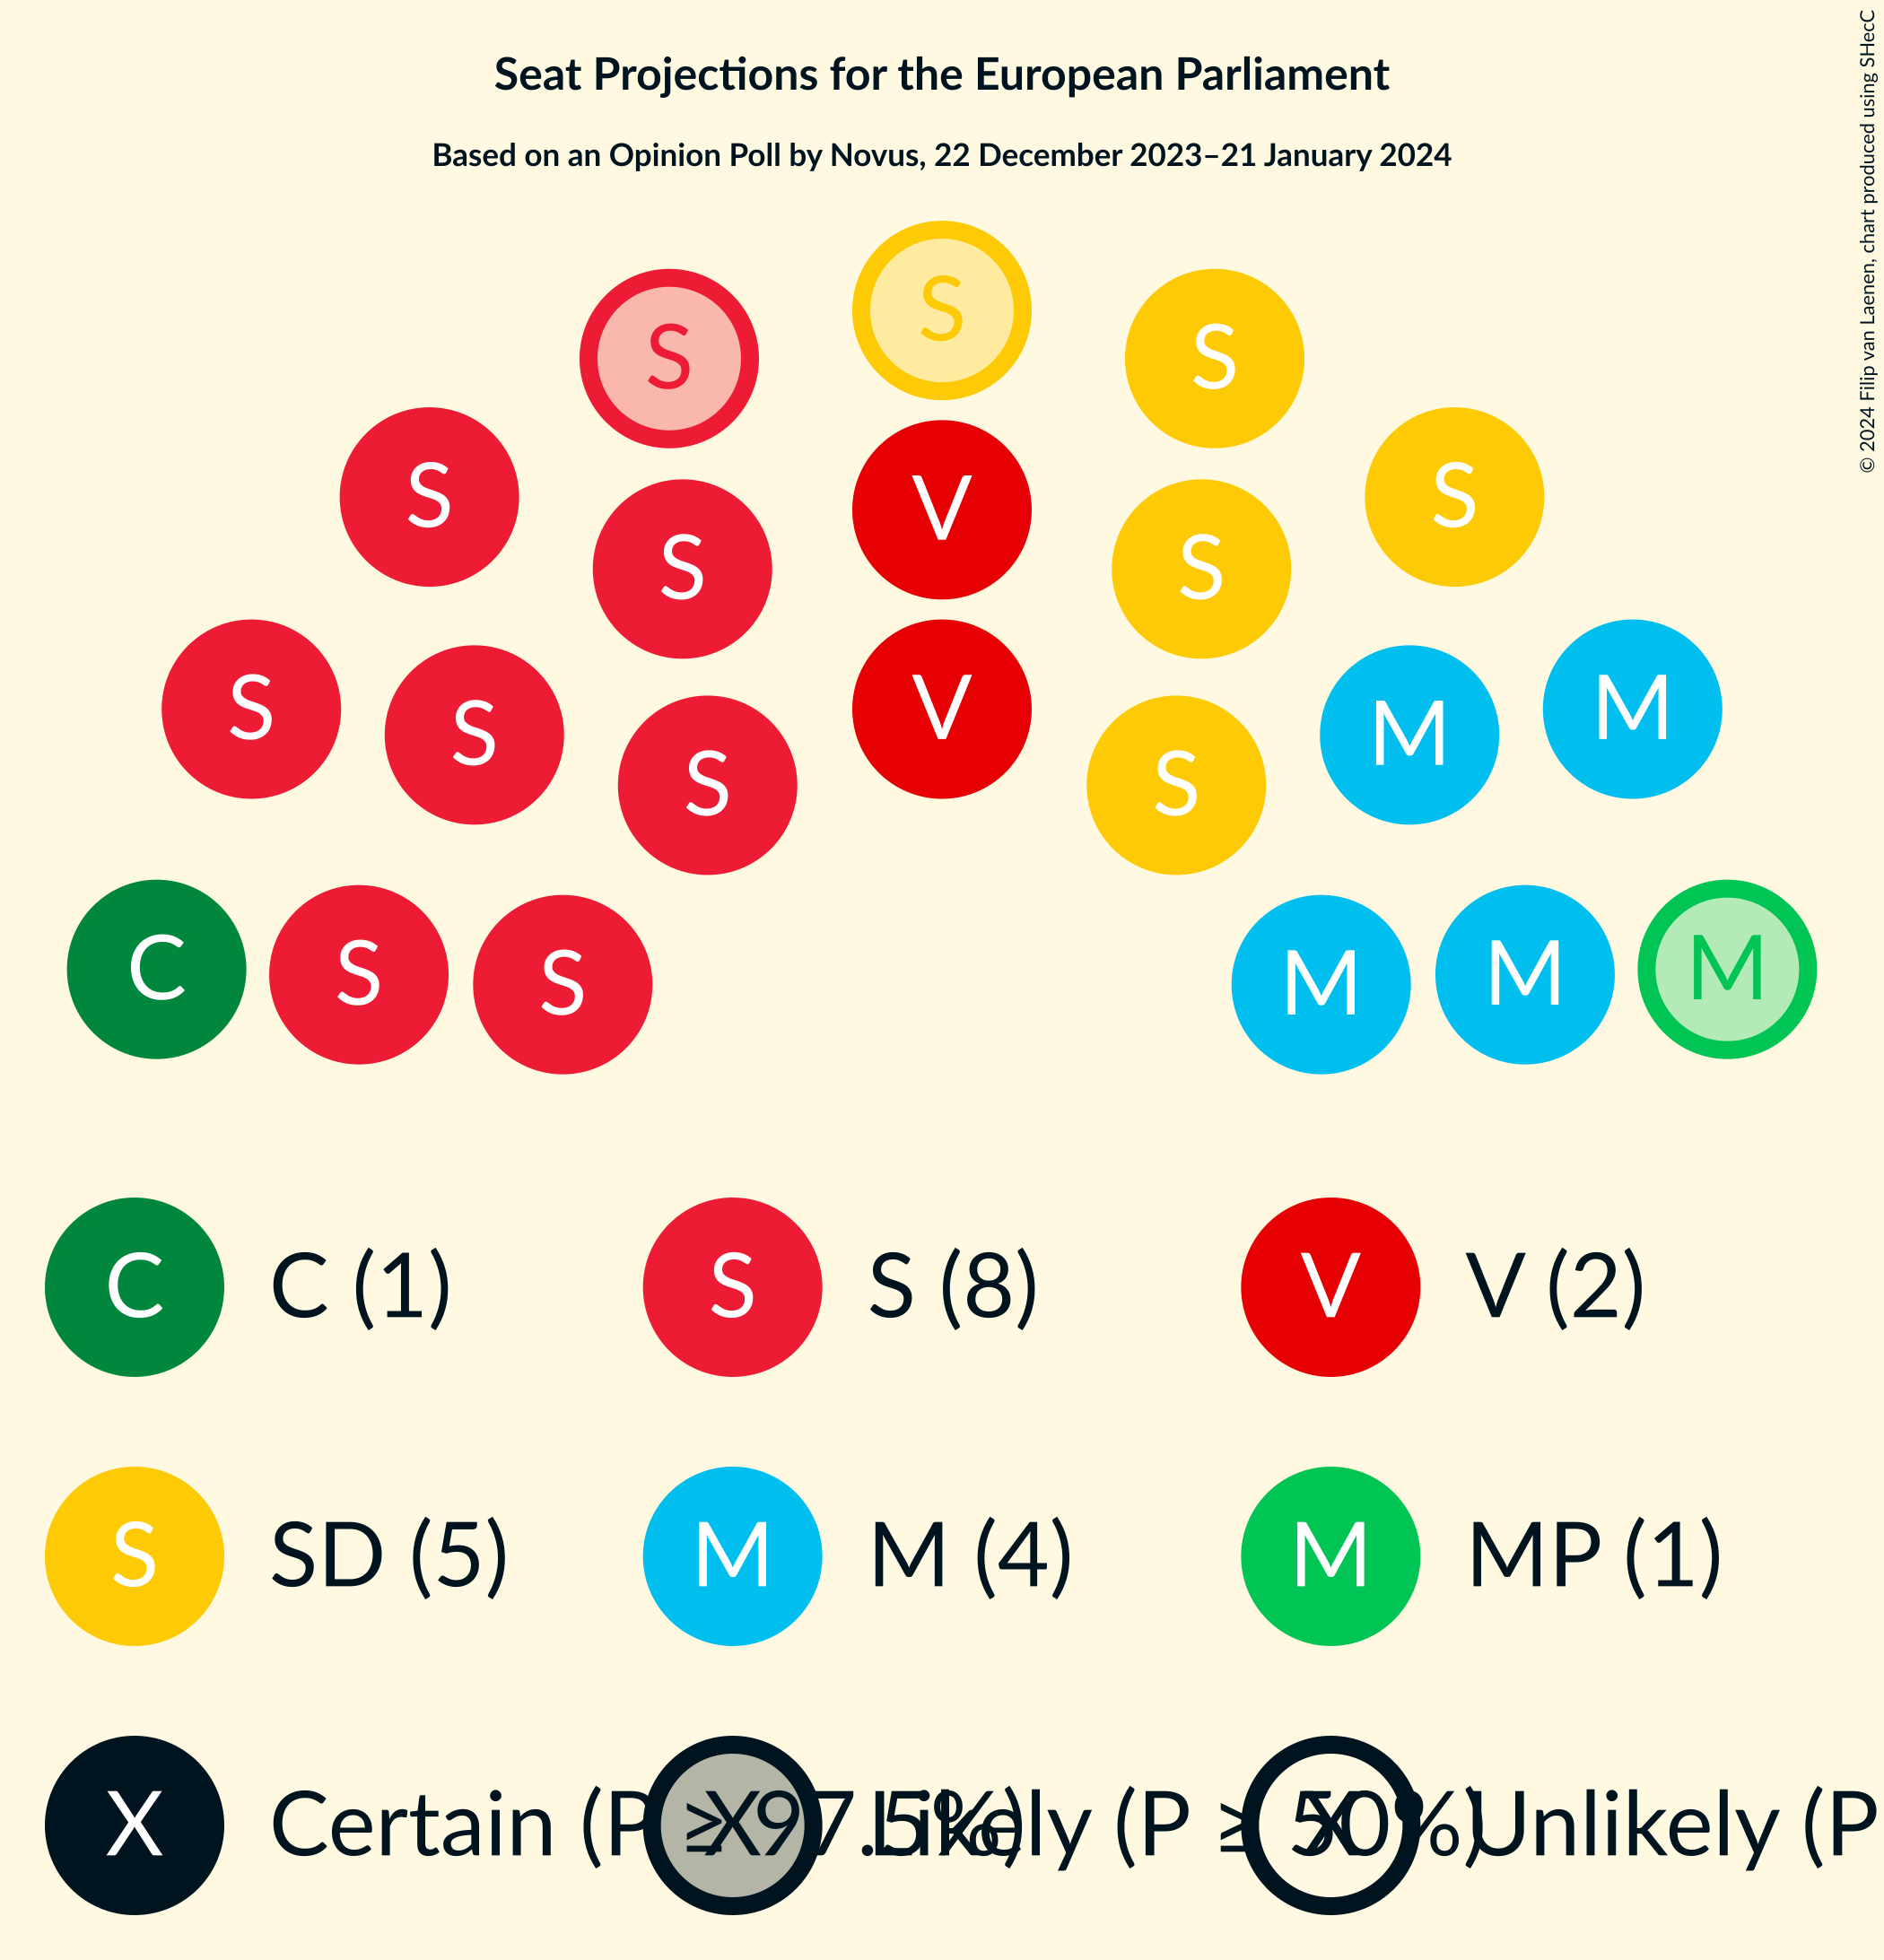 Seat Projections for the European Parliament
Based on an Opinion Poll by Novus, 22 December 2023–21 January 2024
© 2024 Filip van Laenen, chart produced using SHecC
S
S
S
S
V
S
S
S
S
S
S
V
S
M
M
C
S
S
M
M
M
C C (1)
S S (8)
V V (2)
S SD (5)
M M (4)
M MP (1)
X Certain (P ≥ 97.5%)
X Likely (P ≥ 50%)
X Unlikely (P